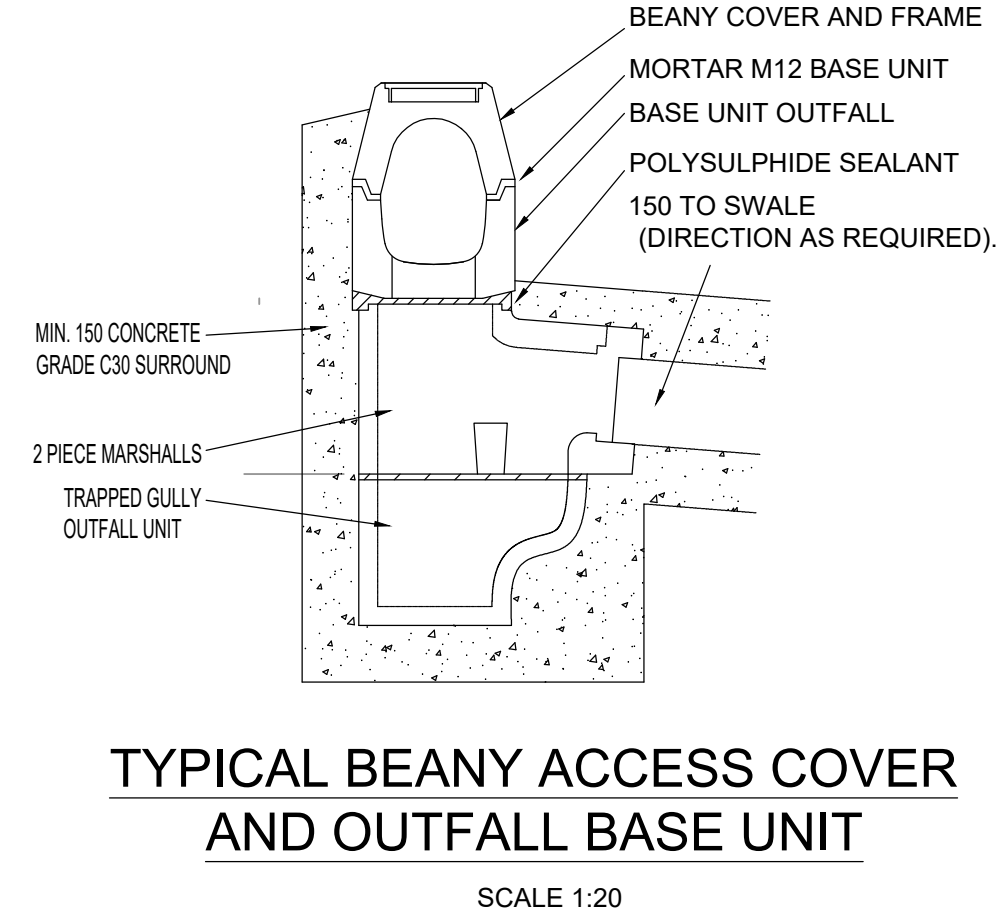 BEANY COVER AND FRAME
MORTAR M12 BASE UNIT
BASE UNIT OUTFALL
POLYSULPHIDE SEALANT
150 TO SWALE
(DIRECTION AS REQUIRED).
MIN. 150 CONCRETE
GRADE C30 SURROUND
2 PIECE MARSHALLS
TRAPPED GULLY
OUTFALL UNIT
TYPICAL BEANY ACCESS COVER
AND OUTFALL BASE UNIT
SCALE 1:20